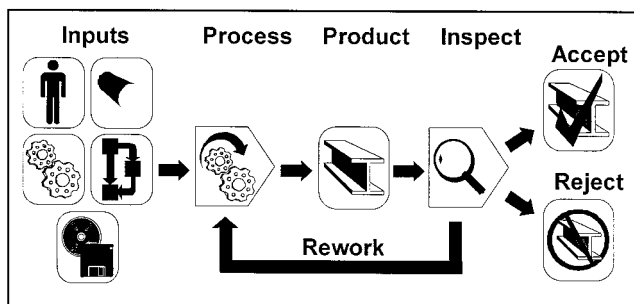 Inputs
Process
Product
Inspect
Accept
Reject
Rework